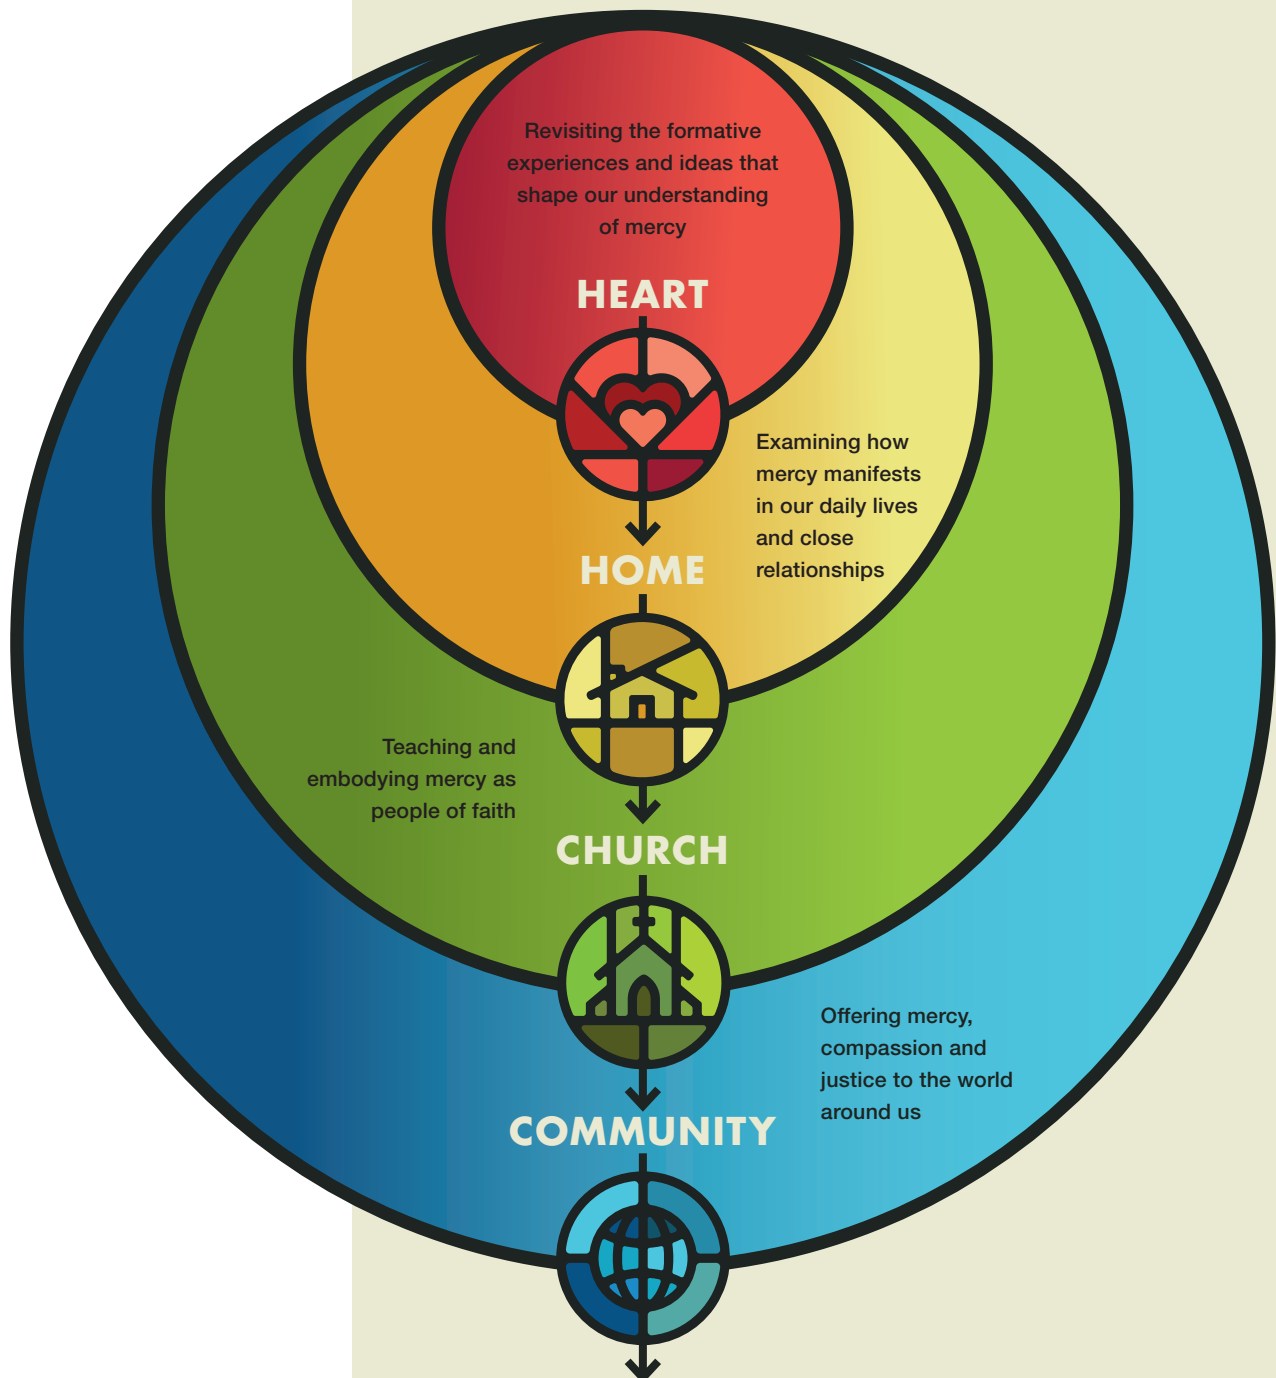 Revisiting the formative
experiences and ideas that
shape our understanding
of mercy
HEART
Examining how
mercy manifests
in our daily lives
and close
relationships
HOME
Teaching and
embodying mercy as
people of faith
CHURCH
Offering mercy,
compassion and
justice to the world
around us
COMMUNITY